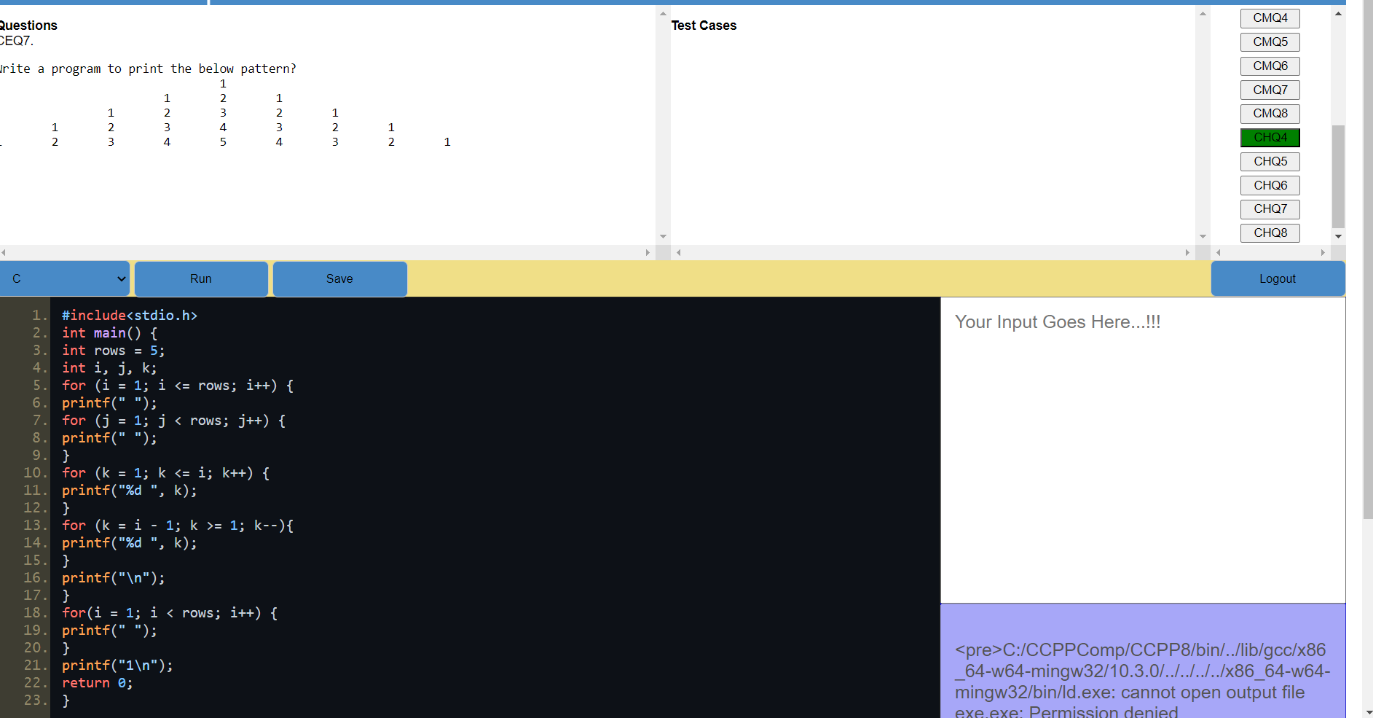 Questions
CEQ7.
Write a program to print the below pattern?
1
1 2 1
1 2 3 2 1
1 2 3 4 3 2 1
2 3 4 5 4 3 2 1
Test Cases
CMQ4
CMQ5
CMQ6
CMQ7
CMQ8
CHQ4
CHQ5
CHQ6
CHQ7
CHQ8
C
Run
Save
Logout
1. #include<stdio.h>
2. int main() {
3. int rows = 5;
4. int i, j, k;
5. for (i = 1; i <= rows; i++) {
6. printf(" ");
7. for (j = 1; j < rows; j++) {
8. printf(" ");
9. }
10. for (k = 1; k <= i; k++) {
11. printf("%d ", k);
12. }
13. for (k = i - 1; k >= 1; k--){
14. printf("%d ", k);
15. }
16. printf("\n");
17. }
18. for(i = 1; i < rows; i++) {
19. printf(" ");
20. }
21. printf("1\n");
22. return 0;
23. }
Your Input Goes Here...!!!
<pre>C:/CCPPComp/CCPP8/bin/../lib/gcc/x86
_64-w64-mingw32/10.3.0/../../../../x86_64-w64-
mingw32/bin/ld.exe: cannot open output file
exe.exe: Permission denied